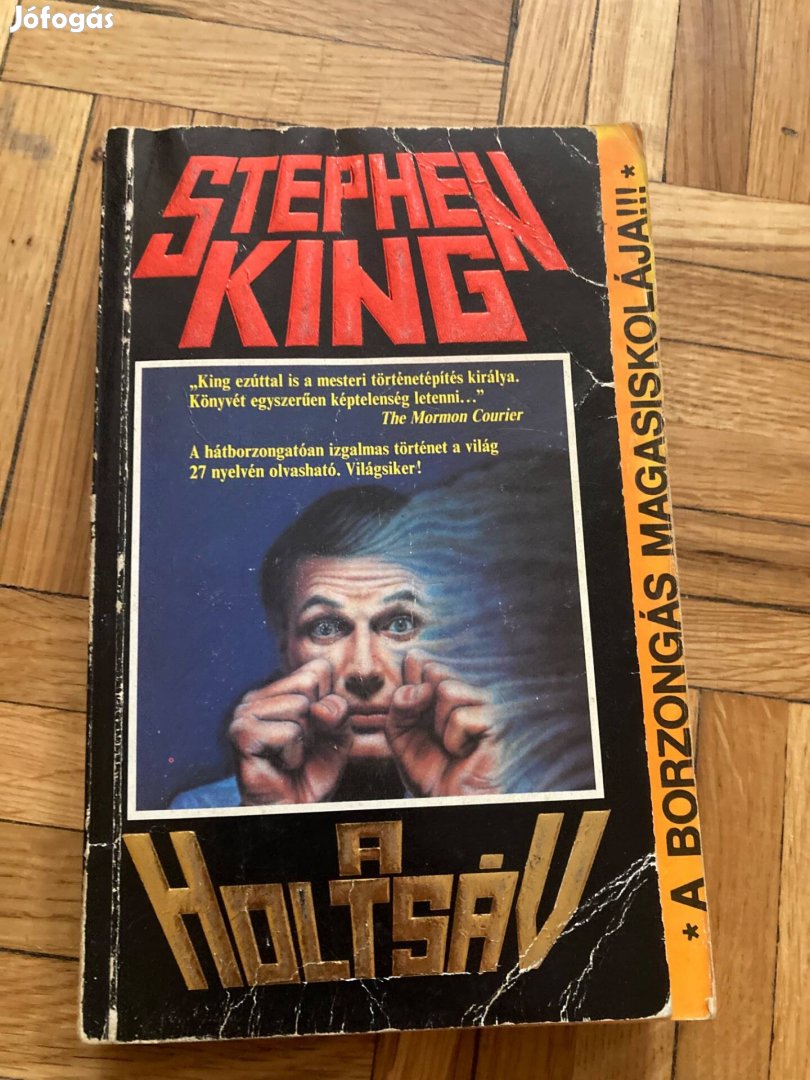 Jófogás
STEPHEN
KING
„King ezúttal is a mesteri történetépítés királya.
Könyvét egyszerűen képtelenség letenni..."
The Mormon Courier
A hátborzongatóan izgalmas történet a világ
27 nyelvén olvasható. Világsiker!
A
HOLTSÁV
* A BORZONGÁS MAGASISKOLÁJA!!! *